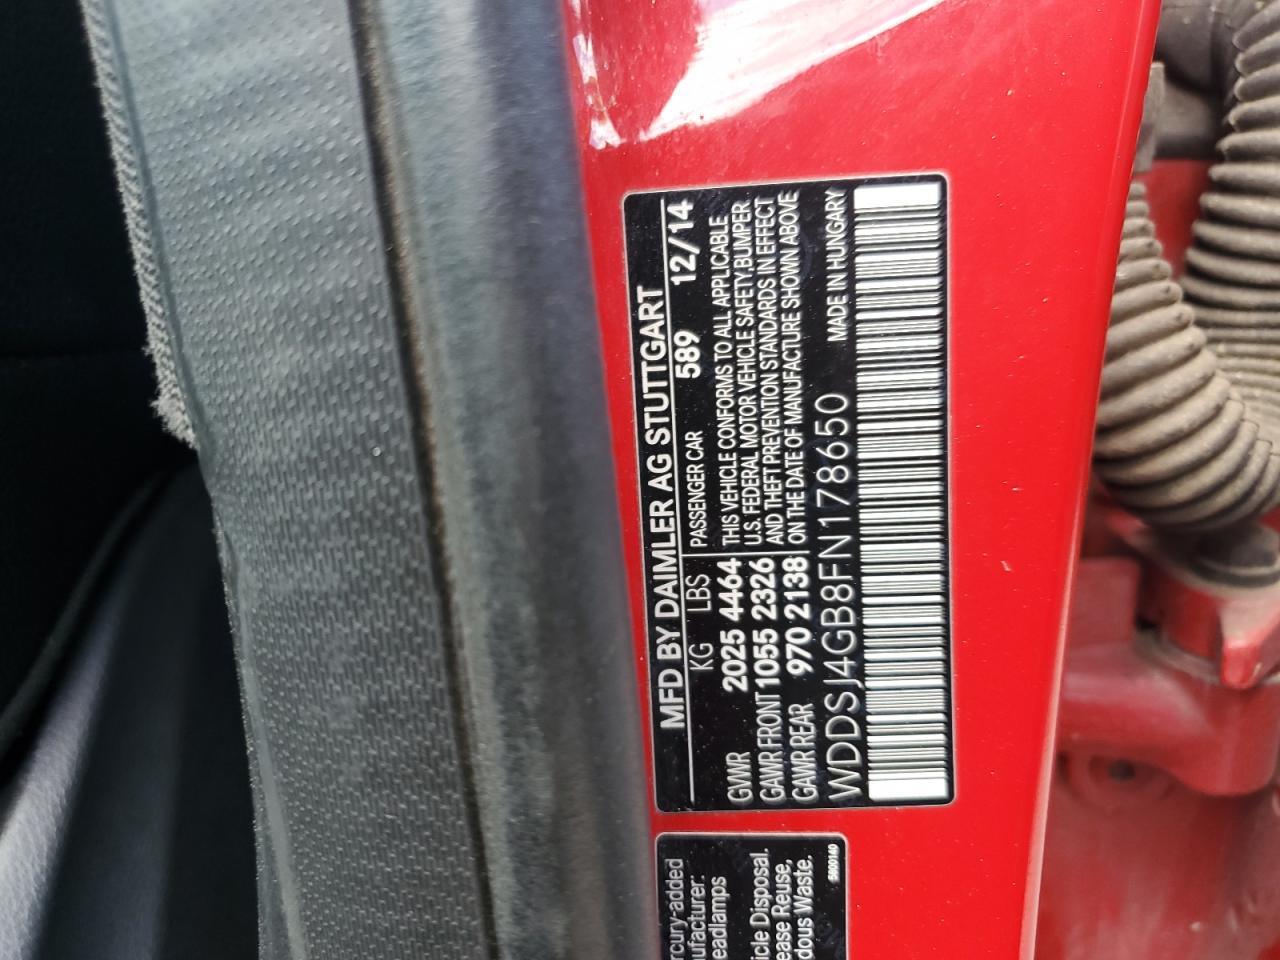 MFD BY DAIMLER AG STUTTGART
KG LBS PASSENGER CAR 589 12/14
GVWR 2025 4464 THIS VEHICLE CONFORMS TO ALL APPLICABLE
U.S. FEDERAL MOTOR VEHICLE SAFETY,BUMPER
GAWR FRONT 1055 2326 AND THEFT PREVENTION STANDARDS IN EFFECT
GAWR REAR 970 2138 ON THE DATE OF MANUFACTURE SHOWN ABOVE
WDDSJ4GB8FN178650 MADE IN HUNGARY
rcury-added
ufacturer:
eadlamps
icle Disposal.
ease Reuse,
dous Waste.